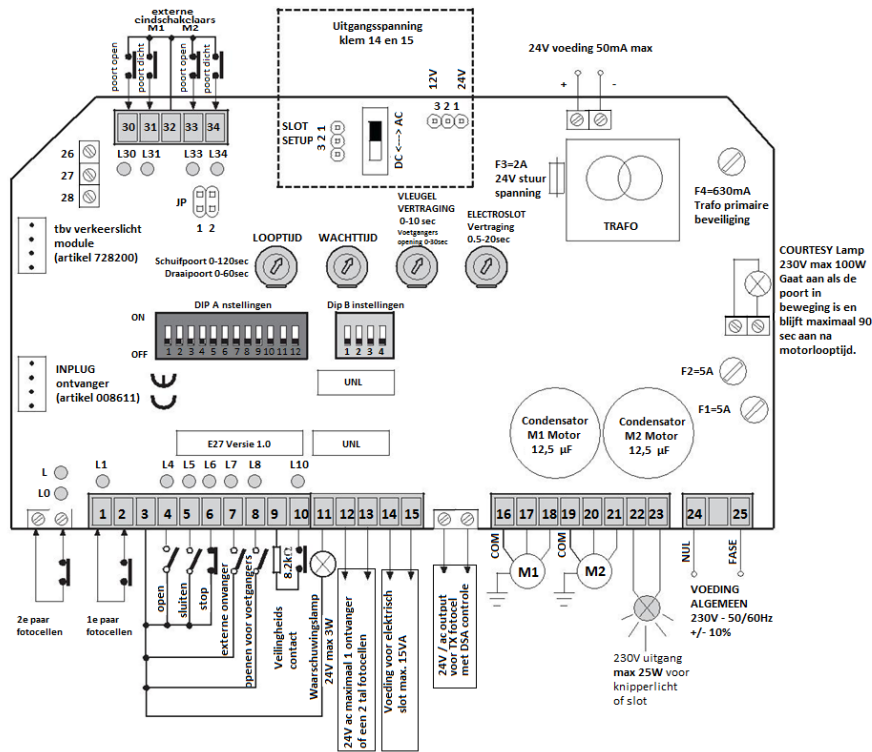 externe
cindschakclaars
M1 M2
poort open
poort dicht
poort open
poort dicht
Uitgangsspanning
klem 14 en 15
12V
24V
3 2 1
SLOT
SETUP
3 2 1
DC <---> AC
24V voeding 50mA max
+ -
30 31 32 33 34
L30 L31 L33 L34
26
27
28
JP
1 2
F3=2A
24V stuur
spanning
TRAFO
F4=630mA
Trafo primaire
beveiliging
tbv verkeerslicht
module
(artikel 728200)
LOOPTIJD
Schuifpoort 0-120sec
Draaipoort 0-60sec
WACHTTIJD
VLEUGEL
VERTRAGING
0-10 sec
Voetgengers
opening 0-30sec
ELECTROSLOT
Vertraging
0.5-20sec
COURTESY Lamp
230V max 100W
Gaat aan als de
poort in
beweging is en
blijft maximaal 90
sec aan na
motorlooptijd.
DIP A nstellingen
ON
OFF
1 2 3 4 5 6 7 8 9 10 11 12
Dip B instellingen
1 2 3 4
UNL
INPLUG
ontvanger
(artikel 008611)
F2=5A
F1=5A
Condensator
M1 Motor
12,5 µF
Condensator
M2 Motor
12,5 µF
E27 Versie 1.0
UNL
L
L0
L1 L4 L5 L6 L7 L8 L10
1 2 3 4 5 6 7 8 9 10 11 12 13 14 15
16 17 18 19 20 21 22 23
24 25
2e paar
fotocellen
1e paar
fotocellen
open
sluiten
stop
externe onvanger
openen voor voetgangers
8.2kΩ
Veilingheids
contact
Waarschuwingslamp
24V max 3W
24V ac maximaal 1 ontvanger
of een 2 tal fotocellen
Voeding voor elektrisch
slot max. 15VA
24V / ac output
voor TX fotocel
met DSA controle
COM
M1
COM
M2
NUL
FASE
VOEDING
ALGEMEEN
230V - 50/60Hz
+/- 10%
230V uitgang
max 25W voor
knipperlicht
of slot